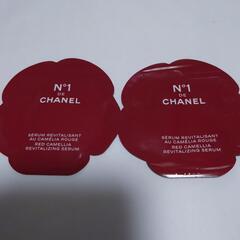 N°1
DE
CHANEL
SÉRUM REVITALISANT
AU CAMÉLIA ROUGE
RED CAMELLIA
REVITALIZING SERUM
N°1
DE
CHANEL
SÉRUM REVITALISANT
AU CAMÉLIA ROUGE
RED CAMELLIA
REVITALIZING SERUM